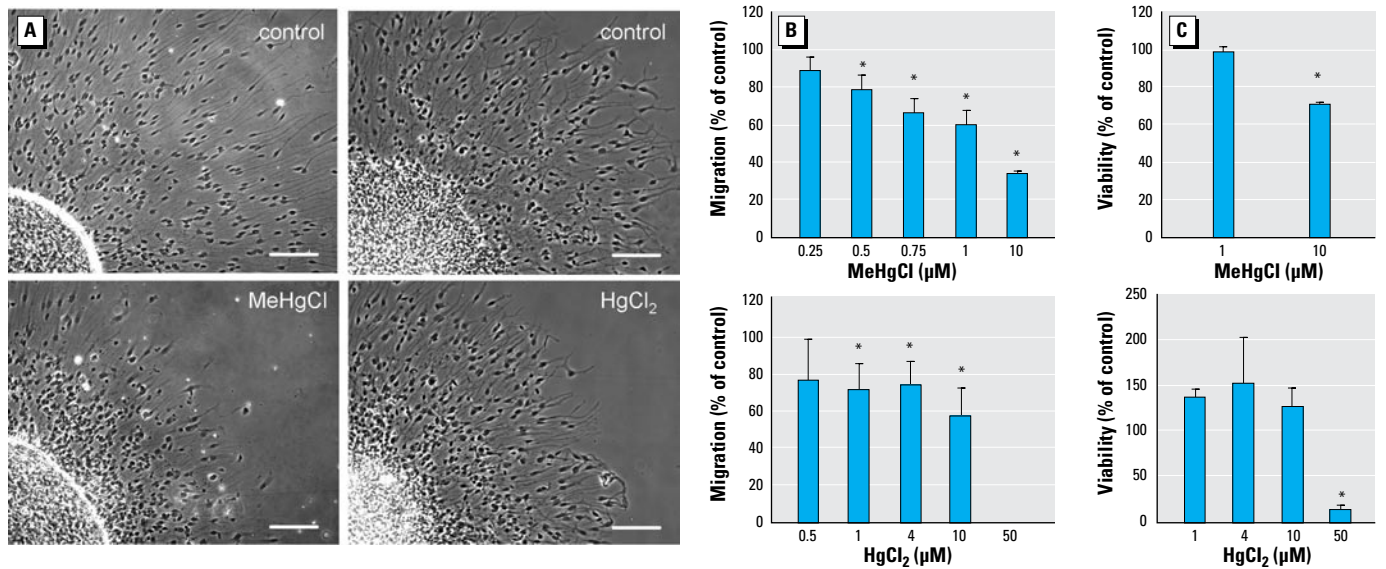 A
control
control
MeHgCl
HgCl₂
B
Migration (% of control)
120
100
80
60
40
20
0
*
*
*
*
0.25 0.5 0.75 1 10
MeHgCl (µM)
C
Viability (% of control)
120
100
80
60
40
20
0
*
1 10
MeHgCl (µM)
Migration (% of control)
120
100
80
60
40
20
0
*
*
*
0.5 1 4 10 50
HgCl₂ (µM)
Viability (% of control)
250
200
150
100
50
0
*
1 4 10 50
HgCl₂ (µM)